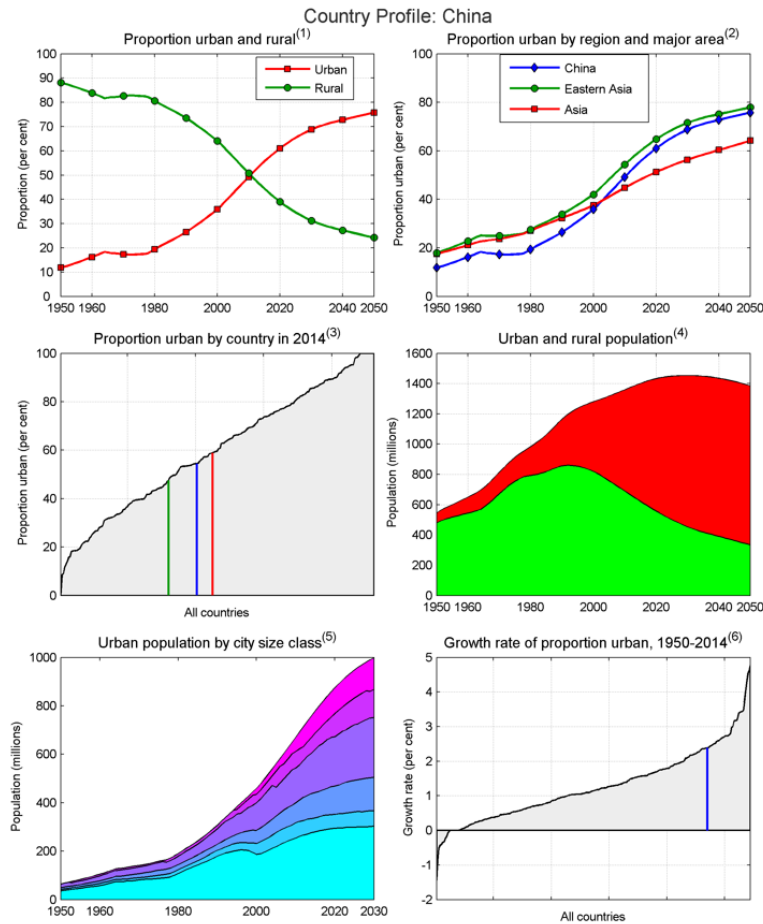 Country Profile: China
Proportion urban and rural(1)
Proportion (per cent)
100
90
80
70
60
50
40
30
20
10
0
Urban
Rural
1950 1960 1980 2000 2020 2040 2050
Proportion urban by region and major area(2)
Proportion urban (per cent)
100
80
60
40
20
0
China
Eastern Asia
Asia
1950 1960 1980 2000 2020 2040 2050
Proportion urban by country in 2014(3)
Proportion urban (per cent)
100
80
60
40
20
0
All countries
Urban and rural population(4)
Population (millions)
1600
1400
1200
1000
800
600
400
200
0
1950 1960 1980 2000 2020 2040 2050
Urban population by city size class(5)
Population (millions)
1000
800
600
400
200
0
1950 1960 1980 2000 2020 2030
Growth rate of proportion urban, 1950-2014(6)
Growth rate (per cent)
5
4
3
2
1
0
-1
-2
All countries